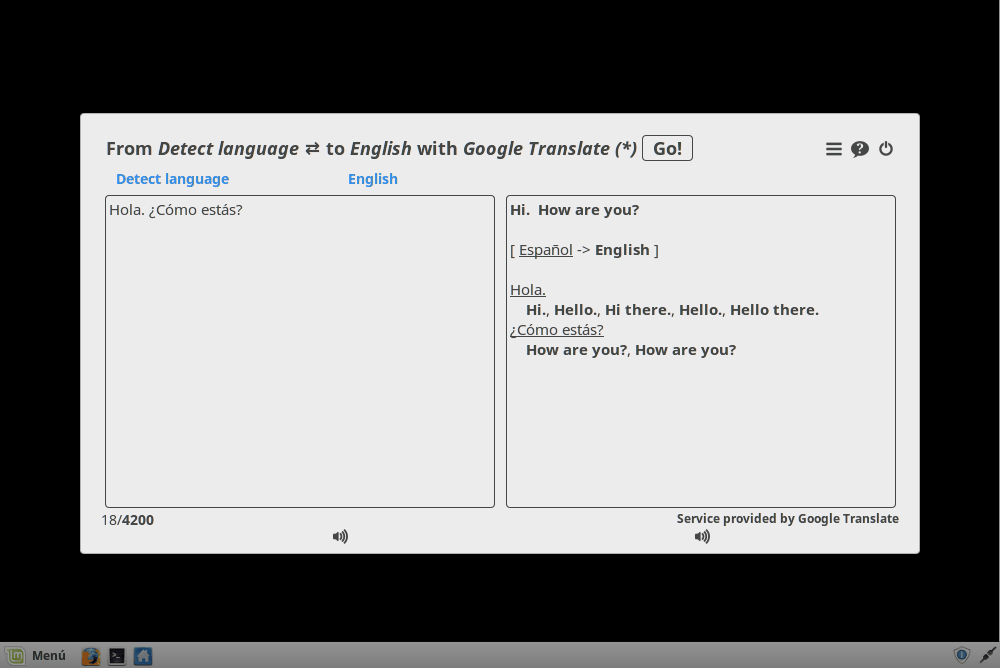 From Detect language ⇄ to English with Google Translate (*) Go!
Detect language English
Hola. ¿Cómo estás?
Hi.  How are you?
[ Español -> English ]
Hola.
Hi., Hello., Hi there., Hello., Hello there.
¿Cómo estás?
How are you?, How are you?
18/4200
Service provided by Google Translate
Menú